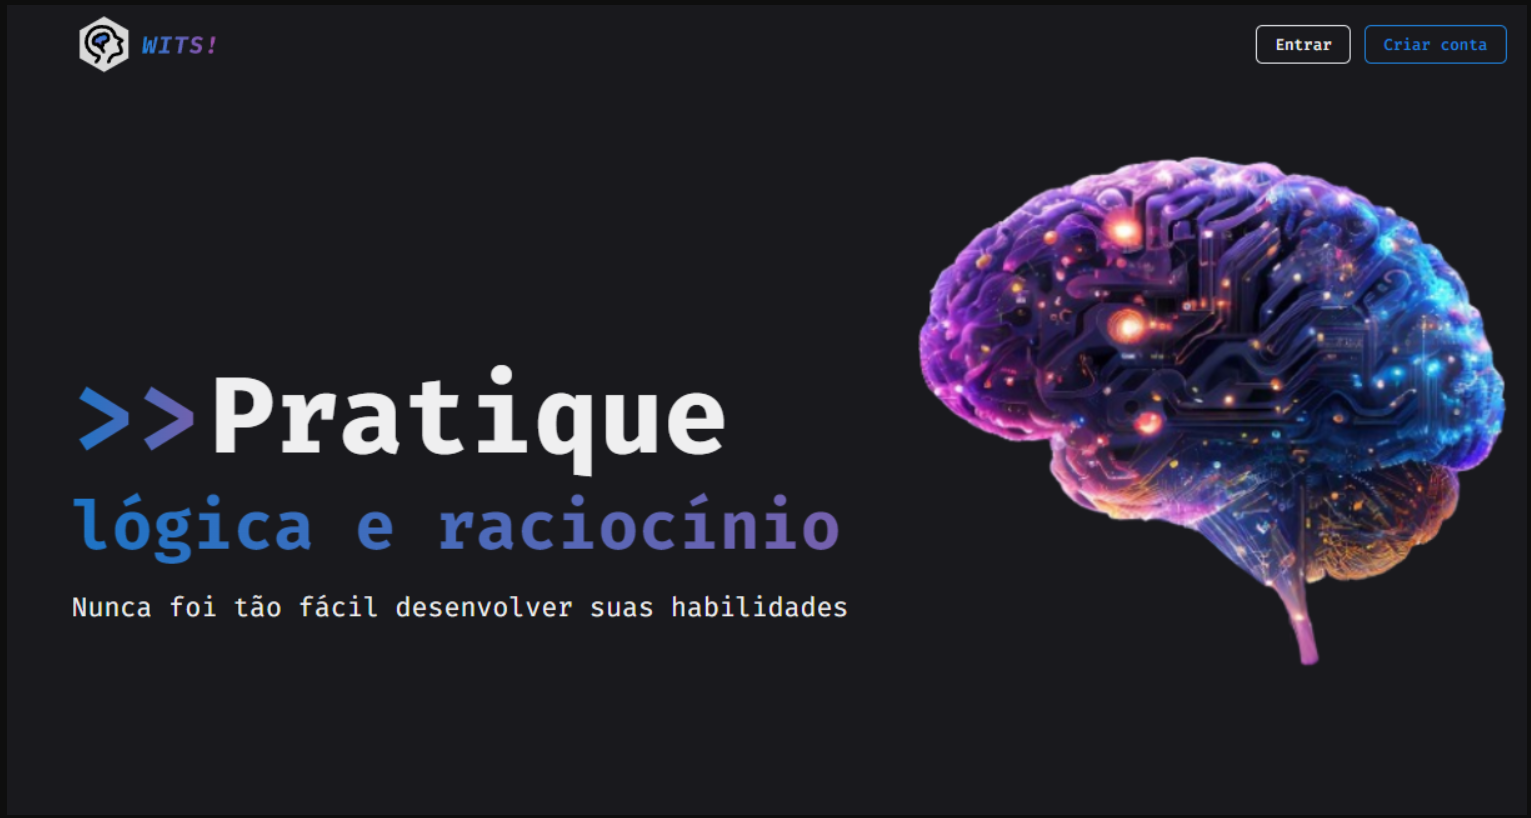 WITS!
Entrar
Criar conta
>>Pratique
lógica e raciocínio
Nunca foi tão fácil desenvolver suas habilidades